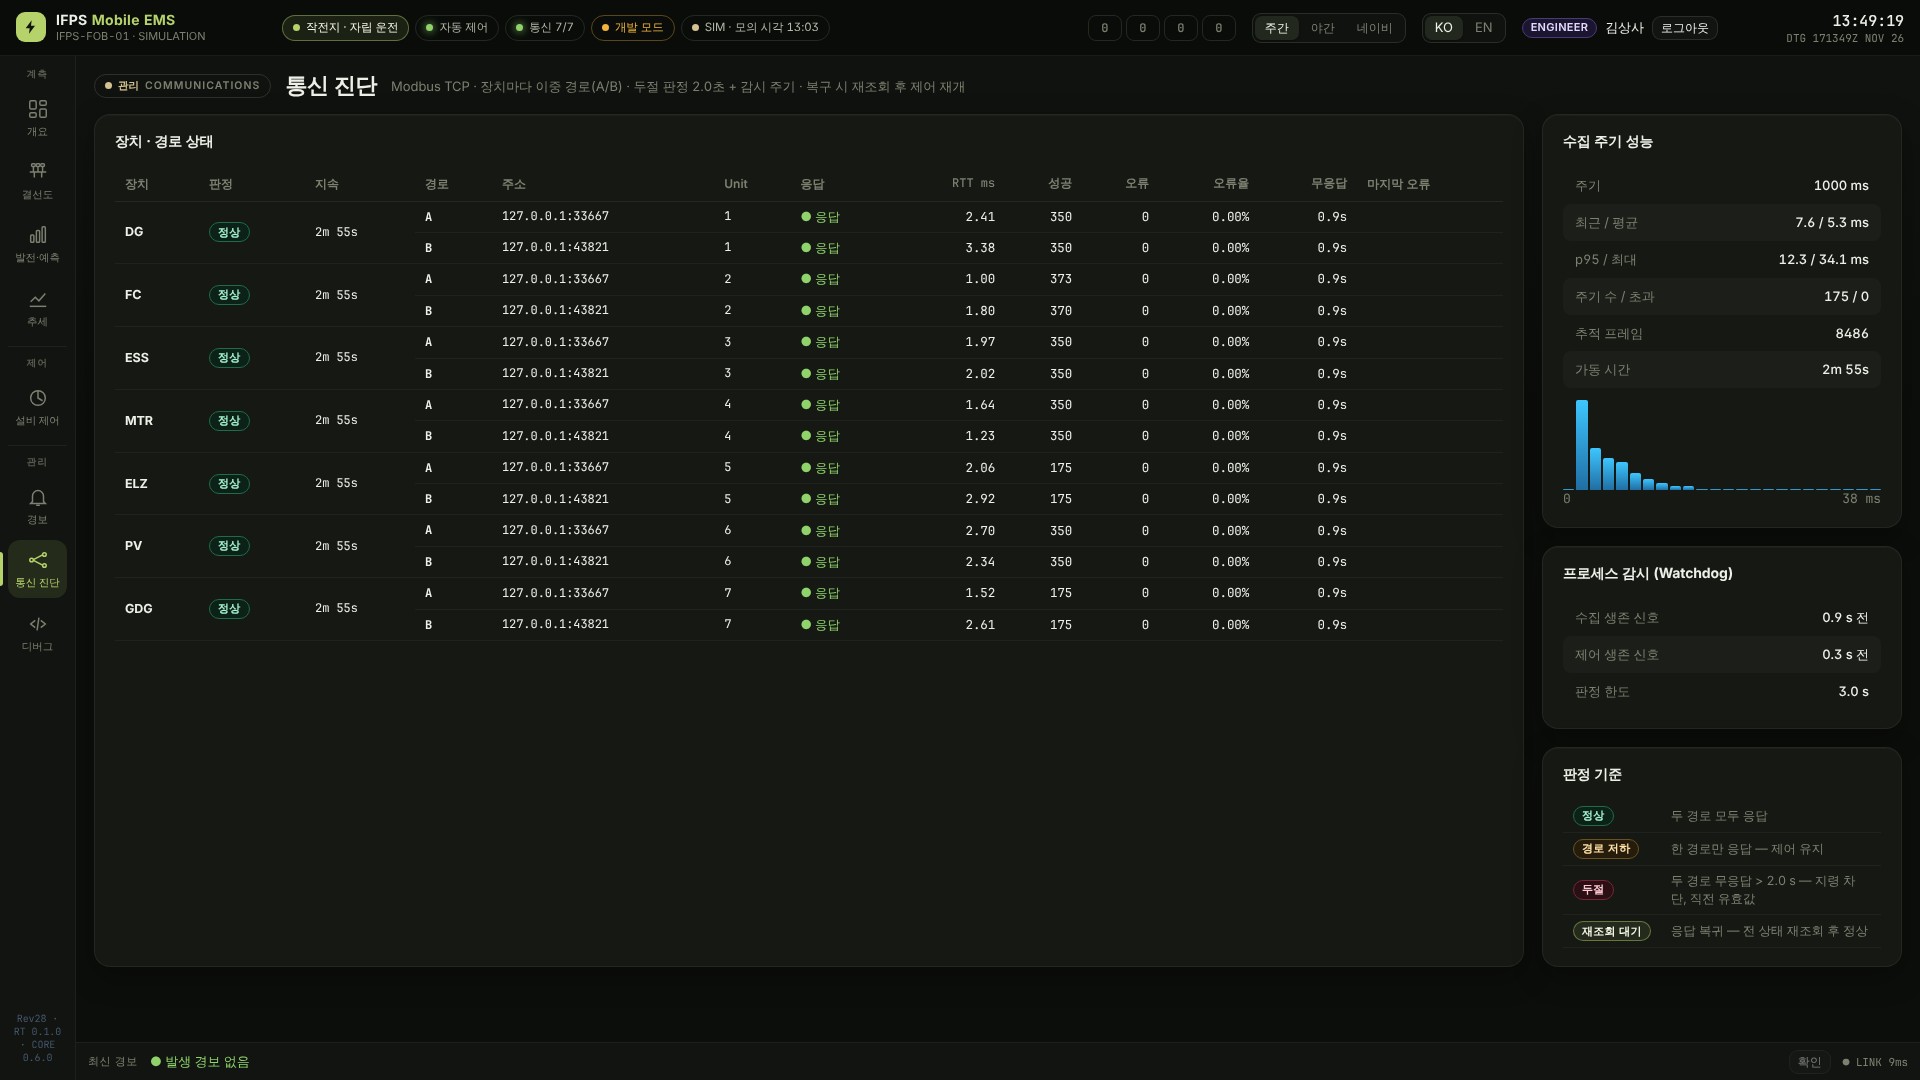 IFPS Mobile EMS
IFPS-FOB-01 · SIMULATION
작전지 · 자립 운전
자동 제어
통신 7/7
개발 모드
SIM · 모의 시각 13:03
0 0 0 0
주간 야간 네이비
KO EN
ENGINEER 김상사 로그아웃
13:49:19
DTG 171349Z NOV 26
계측
개요
결선도
발전·예측
추세
제어
설비 제어
관리
경보
통신 진단
디버그
Rev28 ·
RT 0.1.0
· CORE
0.6.0
관리 COMMUNICATIONS
통신 진단
Modbus TCP · 장치마다 이중 경로(A/B) · 두절 판정 2.0초 + 감시 주기 · 복구 시 재조회 후 제어 재개
장치 · 경로 상태
장치 판정 지속 경로 주소 Unit 응답 RTT ms 성공 오류 오류율 무응답 마지막 오류
DG 정상 2m 55s
A 127.0.0.1:33667 1 응답 2.41 350 0 0.00% 0.9s
B 127.0.0.1:43821 1 응답 3.38 350 0 0.00% 0.9s
FC 정상 2m 55s
A 127.0.0.1:33667 2 응답 1.00 373 0 0.00% 0.9s
B 127.0.0.1:43821 2 응답 1.80 370 0 0.00% 0.9s
ESS 정상 2m 55s
A 127.0.0.1:33667 3 응답 1.97 350 0 0.00% 0.9s
B 127.0.0.1:43821 3 응답 2.02 350 0 0.00% 0.9s
MTR 정상 2m 55s
A 127.0.0.1:33667 4 응답 1.64 350 0 0.00% 0.9s
B 127.0.0.1:43821 4 응답 1.23 350 0 0.00% 0.9s
ELZ 정상 2m 55s
A 127.0.0.1:33667 5 응답 2.06 175 0 0.00% 0.9s
B 127.0.0.1:43821 5 응답 2.92 175 0 0.00% 0.9s
PV 정상 2m 55s
A 127.0.0.1:33667 6 응답 2.70 350 0 0.00% 0.9s
B 127.0.0.1:43821 6 응답 2.34 350 0 0.00% 0.9s
GDG 정상 2m 55s
A 127.0.0.1:33667 7 응답 1.52 175 0 0.00% 0.9s
B 127.0.0.1:43821 7 응답 2.61 175 0 0.00% 0.9s
수집 주기 성능
주기 1000 ms
최근 / 평균 7.6 / 5.3 ms
p95 / 최대 12.3 / 34.1 ms
주기 수 / 초과 175 / 0
추적 프레임 8486
가동 시간 2m 55s
0 38 ms
프로세스 감시 (Watchdog)
수집 생존 신호 0.9 s 전
제어 생존 신호 0.3 s 전
판정 한도 3.0 s
판정 기준
정상 두 경로 모두 응답
경로 저하 한 경로만 응답 — 제어 유지
두절 두 경로 무응답 > 2.0 s — 지령 차
단, 직전 유효값
재조회 대기 응답 복귀 — 전 상태 재조회 후 정상
최신 경보 발생 경보 없음
확인 LINK 9ms